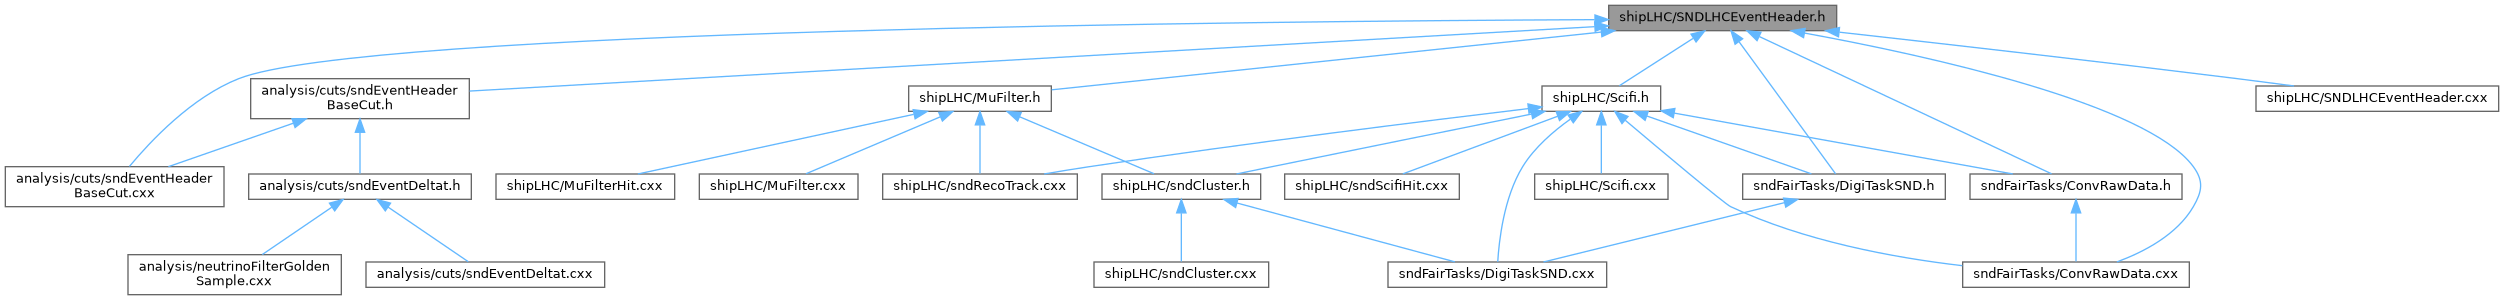 shipLHC/SNDLHCEventHeader.h
analysis/cuts/sndEventHeader
BaseCut.h
shipLHC/MuFilter.h
shipLHC/Scifi.h
shipLHC/SNDLHCEventHeader.cxx
analysis/cuts/sndEventHeader
BaseCut.cxx
analysis/cuts/sndEventDeltat.h
shipLHC/MuFilterHit.cxx
shipLHC/MuFilter.cxx
shipLHC/sndRecoTrack.cxx
shipLHC/sndCluster.h
shipLHC/sndScifiHit.cxx
shipLHC/Scifi.cxx
sndFairTasks/DigiTaskSND.h
sndFairTasks/ConvRawData.h
analysis/neutrinoFilterGolden
Sample.cxx
analysis/cuts/sndEventDeltat.cxx
shipLHC/sndCluster.cxx
sndFairTasks/DigiTaskSND.cxx
sndFairTasks/ConvRawData.cxx